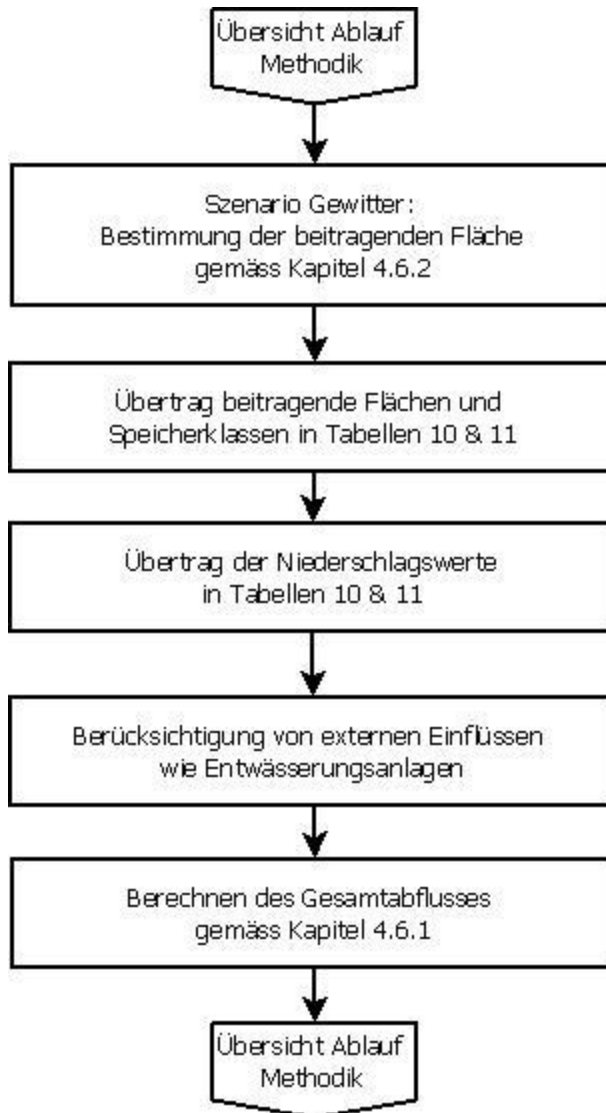 Übersicht Ablauf
Methodik
Szenario Gewitter:
Bestimmung der beitragenden Fläche
gemäss Kapitel 4.6.2
Übertrag beitragende Flächen und
Speicherklassen in Tabellen 10 & 11
Übertrag der Niederschlagswerte
in Tabellen 10 & 11
Berücksichtigung von externen Einflüssen
wie Entwässerungsanlagen
Berechnen des Gesamtabflusses
gemäss Kapitel 4.6.1
Übersicht Ablauf
Methodik